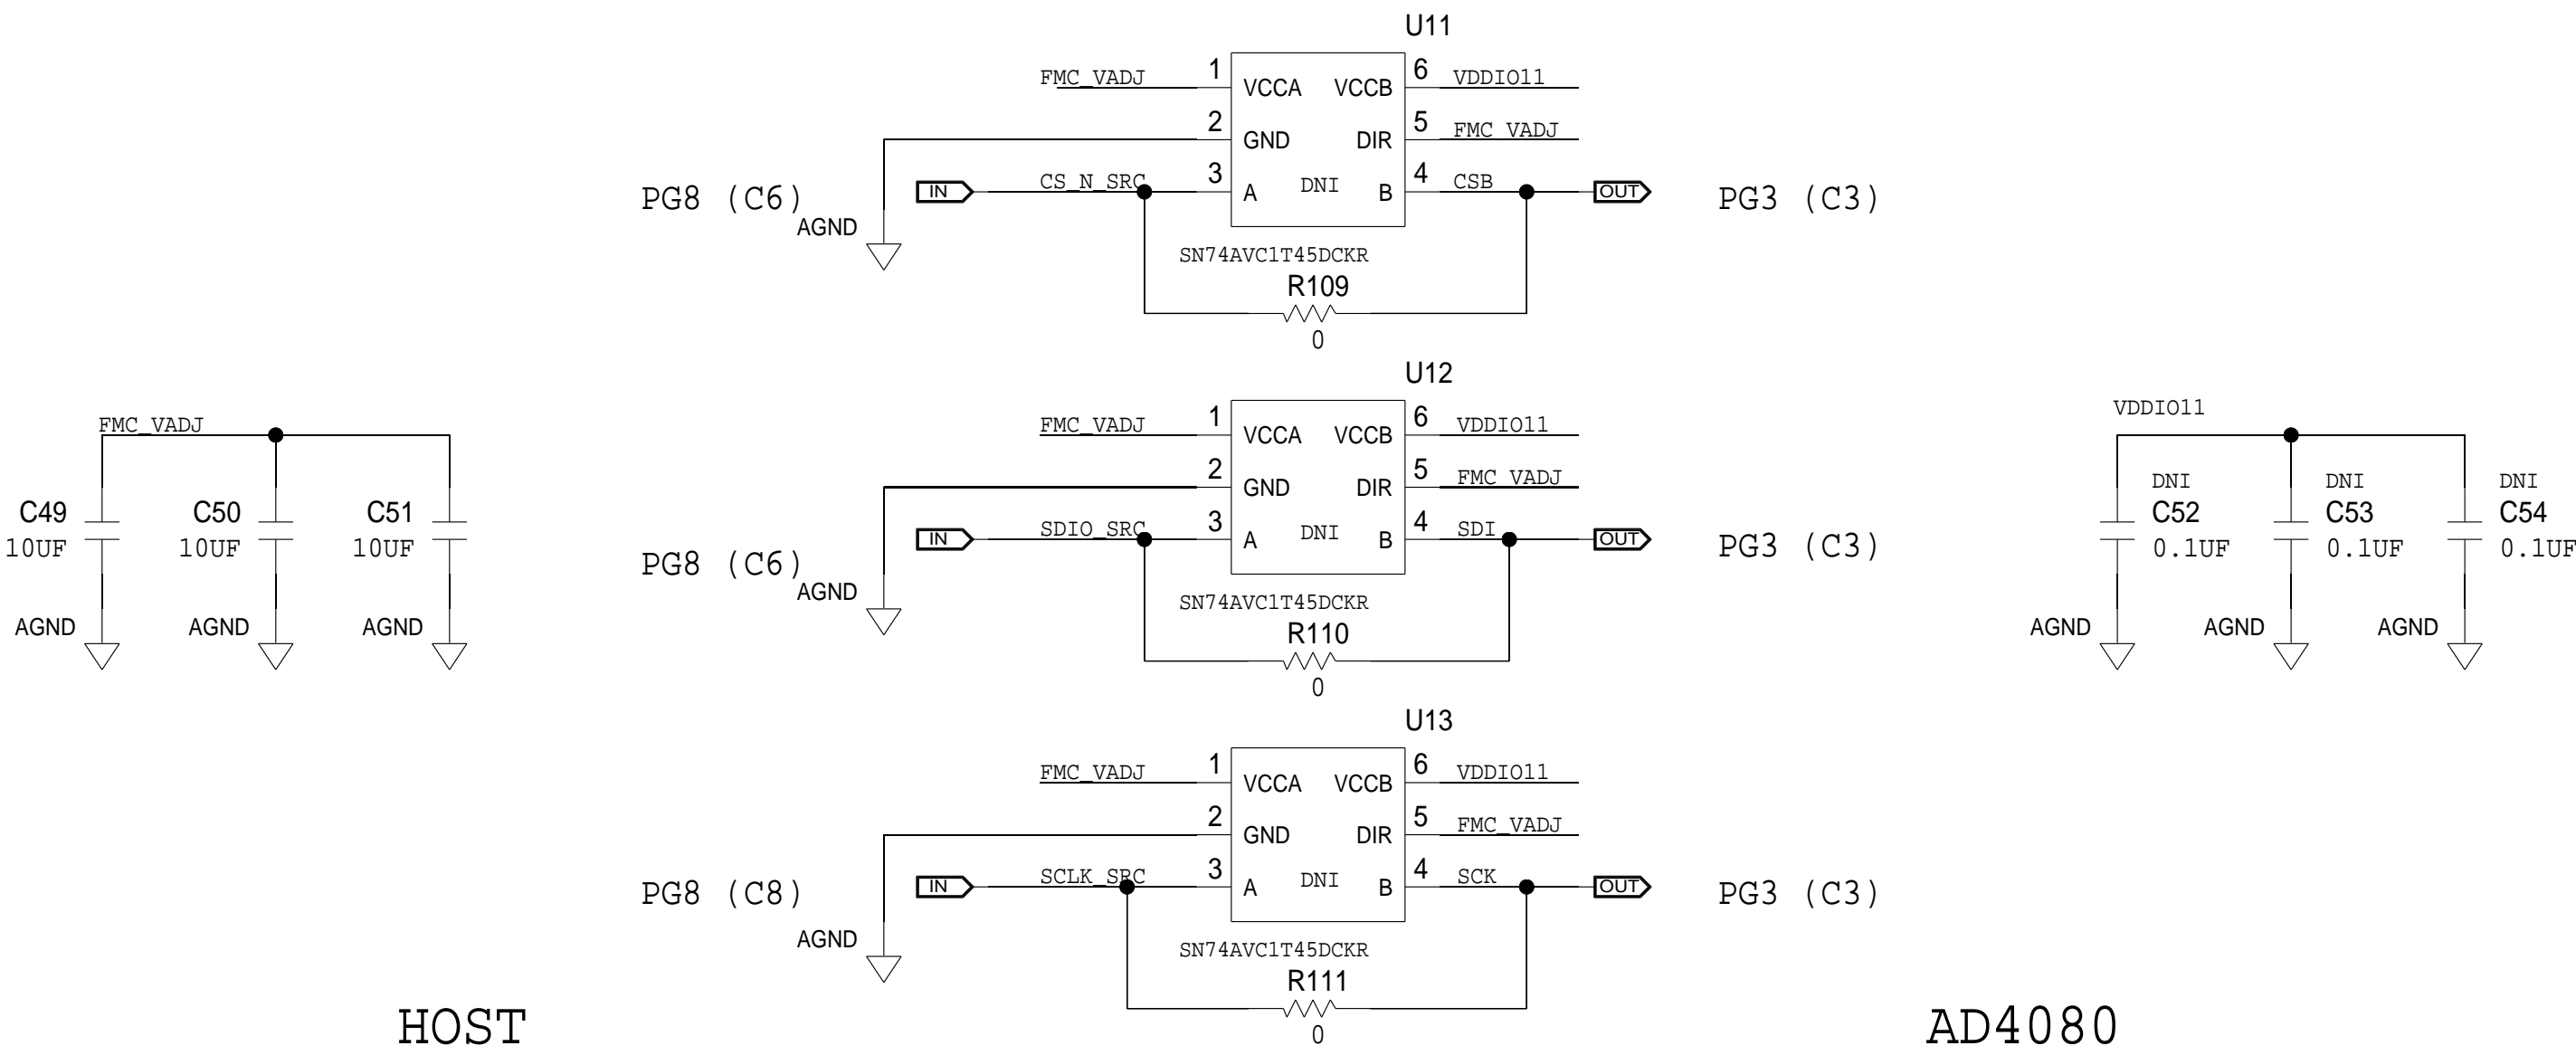 U11
FMC_VADJ 1 VCCA VCCB 6 VDDIO11
2 GND DIR 5 FMC_VADJ
PG8 (C6) IN CS_N_SRC 3 A DNI B 4 CSB OUT PG3 (C3)
AGND
SN74AVC1T45DCKR
R109
0
U12
FMC_VADJ 1 VCCA VCCB 6 VDDIO11
2 GND DIR 5 FMC_VADJ
PG8 (C6) IN SDIO_SRC 3 A DNI B 4 SDI OUT PG3 (C3)
AGND
SN74AVC1T45DCKR
R110
0
U13
FMC_VADJ 1 VCCA VCCB 6 VDDIO11
2 GND DIR 5 FMC_VADJ
PG8 (C8) IN SCLK_SRC 3 A DNI B 4 SCK OUT PG3 (C3)
AGND
SN74AVC1T45DCKR
R111
0
FMC_VADJ
C49 C50 C51
10UF 10UF 10UF
AGND AGND AGND
VDDIO11
DNI DNI DNI
C52 C53 C54
0.1UF 0.1UF 0.1UF
AGND AGND AGND
HOST
AD4080